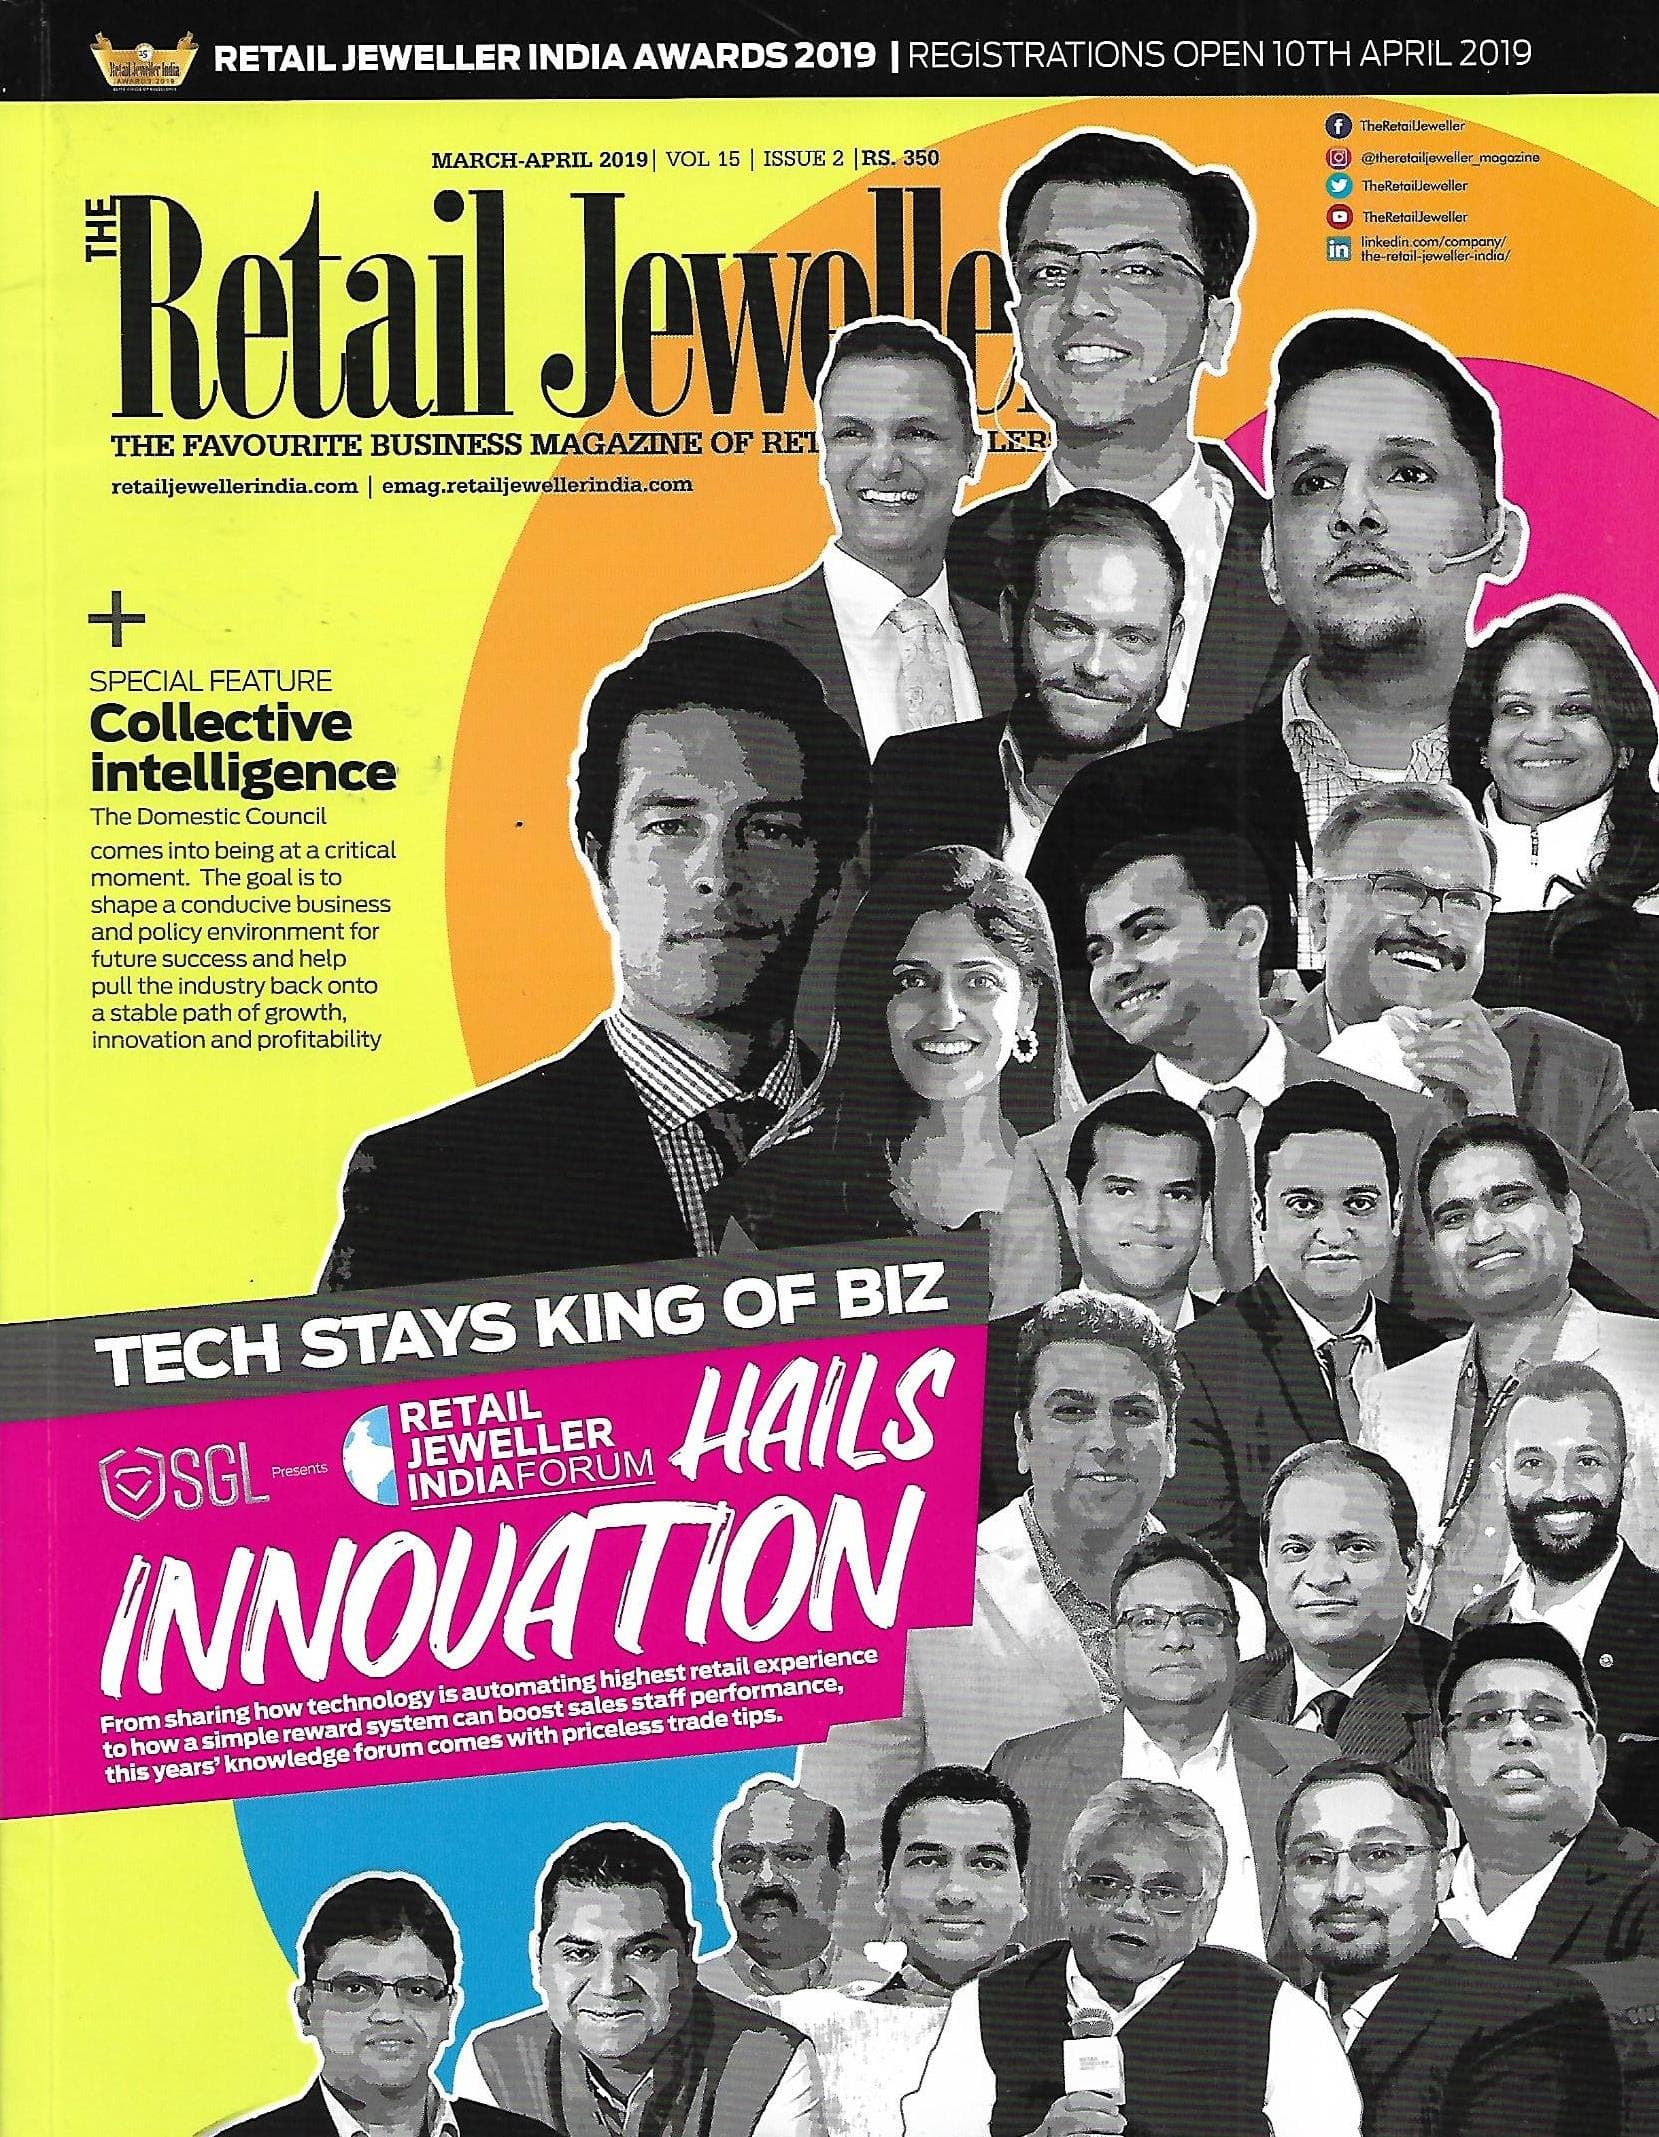 RETAIL JEWELLER INDIA AWARDS 2019 | REGISTRATIONS OPEN 10TH APRIL 2019
Retail Jeweller India
AWARDS 2019
TheRetailJeweller
@theretailjeweller_magazine
TheRetailJeweller
TheRetailJeweller
linkedin.com/company/
the-retail-jeweller-india/
MARCH-APRIL 2019 | VOL 15 | ISSUE 2 | RS. 350
THE Retail Jewelle
THE FAVOURITE BUSINESS MAGAZINE OF RET LER
retailjewellerindia.com | emag.retailjewellerindia.com
+
SPECIAL FEATURE
Collective
intelligence
The Domestic Council
comes into being at a critical
moment. The goal is to
shape a conducive business
and policy environment for
future success and help
pull the industry back onto
a stable path of growth,
innovation and profitability
TECH STAYS KING OF BIZ
SGL Presents
RETAIL
JEWELLER
INDIAFORUM
HAILS
INNOVATION
From sharing how technology is automating highest retail experience
to how a simple reward system can boost sales staff performance,
this years' knowledge forum comes with priceless trade tips.